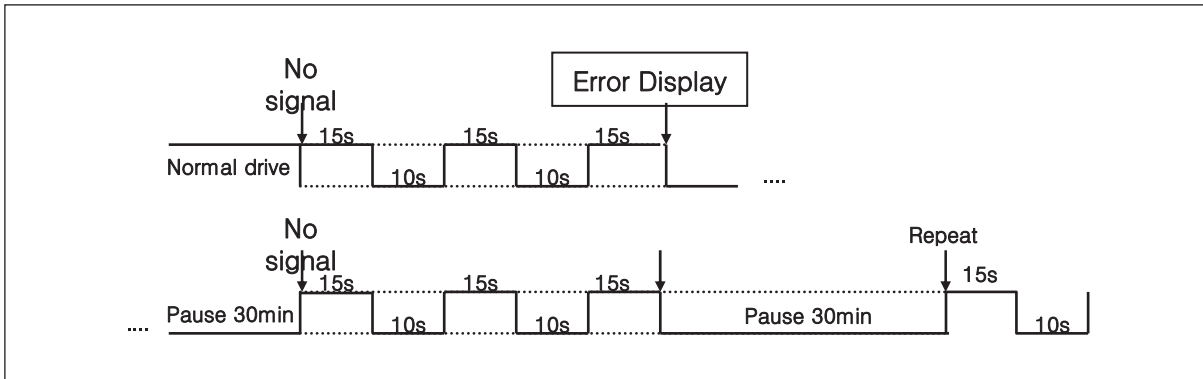 No
signal
Error Display
15s 15s 15s
Normal drive
10s 10s
....
No
signal
Repeat
15s 15s 15s 15s
Pause 30min
Pause 30min
....
10s 10s 10s